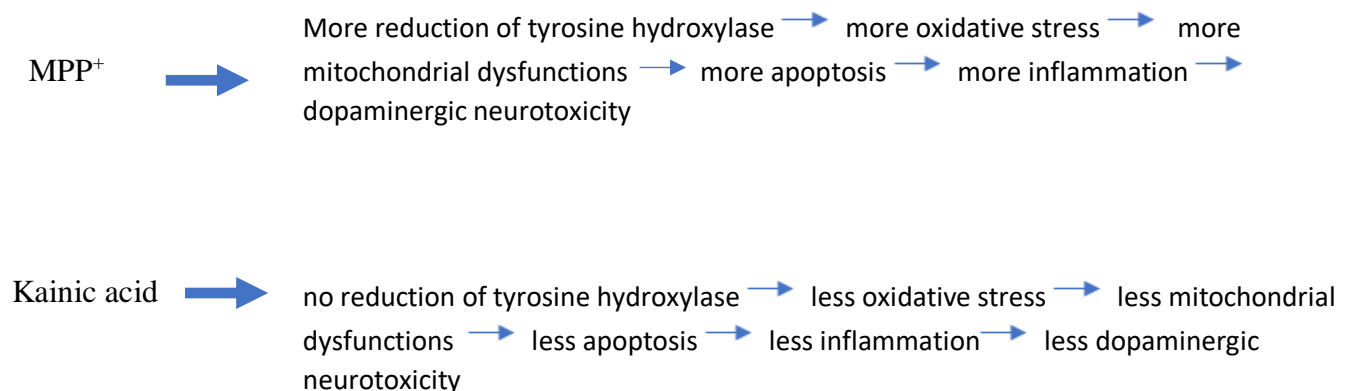 MPP⁺
More reduction of tyrosine hydroxylase → more oxidative stress → more
mitochondrial dysfunctions → more apoptosis → more inflammation →
dopaminergic neurotoxicity
Kainic acid
no reduction of tyrosine hydroxylase → less oxidative stress → less mitochondrial
dysfunctions → less apoptosis → less inflammation → less dopaminergic
neurotoxicity